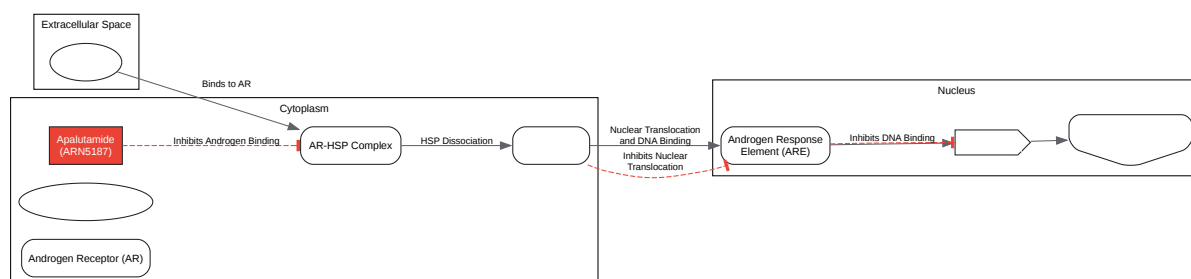 Extracellular Space
Binds to AR
Cytoplasm
Nucleus
Apalutamide
(ARN5187)
Inhibits Androgen Binding
AR-HSP Complex
HSP Dissociation
Nuclear Translocation
and DNA Binding
Inhibits Nuclear
Translocation
Androgen Response
Element (ARE)
Inhibits DNA Binding
Androgen Receptor (AR)